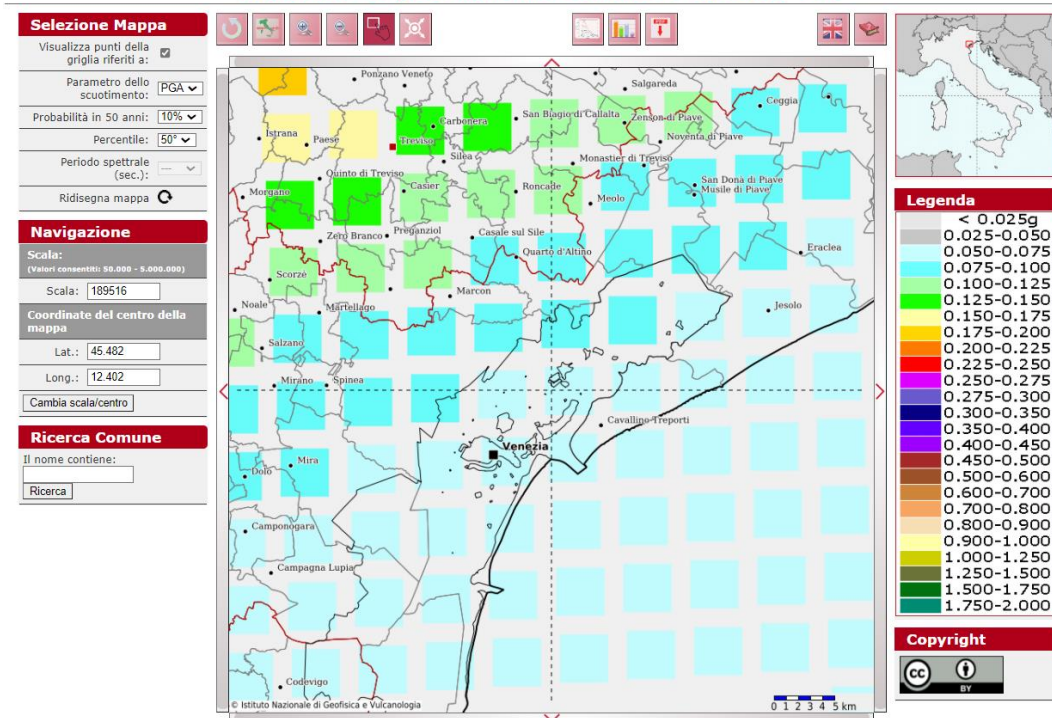 Selezione Mappa
Visualizza punti della
griglia riferiti a:
Parametro dello
scuotimento:
PGA
Probabilità in 50 anni:
10%
Percentile:
50°
Periodo spettrale
(sec.):
---
Ridisegna mappa
Navigazione
Scala:
(Valori consentiti: 50.000 - 5.000.000)
Scala:
189516
Coordinate del centro della
mappa
Lat.:
45.482
Long.:
12.402
Cambia scala/centro
Ricerca Comune
Il nome contiene:
Ricerca
PDF
Ponzano Veneto
Salgareda
Ceggia
Carbonera
San Biagio di Callalta
Zenson di Piave
Istrana
Paese
Treviso
Noventa di Piave
Silea
Monastier di Treviso
Quinto di Treviso
San Donà di Piave
Morgano
Casier
Roncade
Musile di Piave
Meolo
Zero Branco
Preganziol
Casale sul Sile
Quarto d'Altino
Eraclea
Scorzè
Marcon
Noale
Martellago
Jesolo
Salzano
Mirano
Spinea
Cavallino-Treporti
Venezia
Mira
Dolo
Camponogara
Campagna Lupia
Codevigo
© Istituto Nazionale di Geofisica e Vulcanologia
0 1 2 3 4 5 km
Legenda
< 0.025g
0.025-0.050
0.050-0.075
0.075-0.100
0.100-0.125
0.125-0.150
0.150-0.175
0.175-0.200
0.200-0.225
0.225-0.250
0.250-0.275
0.275-0.300
0.300-0.350
0.350-0.400
0.400-0.450
0.450-0.500
0.500-0.600
0.600-0.700
0.700-0.800
0.800-0.900
0.900-1.000
1.000-1.250
1.250-1.500
1.500-1.750
1.750-2.000
Copyright
cc
BY